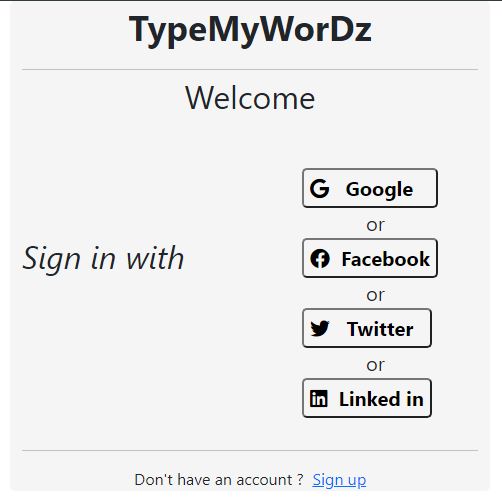 TypeMyWorDz
Welcome
Sign in with
Google
or
Facebook
or
Twitter
or
Linked in
Don't have an account ? Sign up